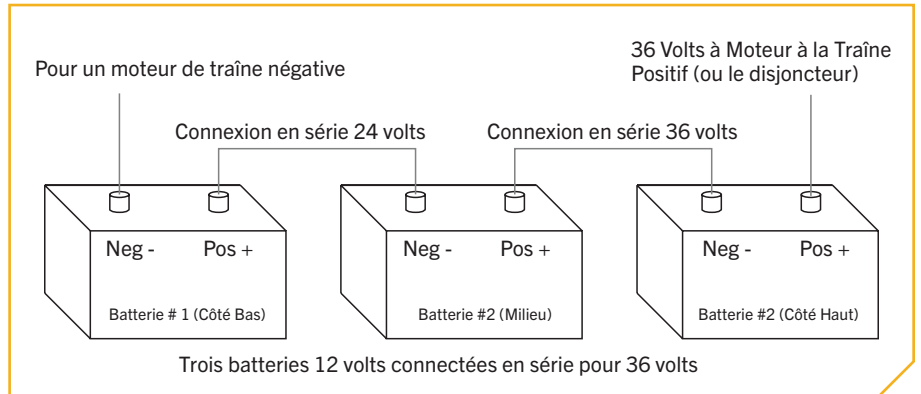 36 Volts à Moteur à la Traîne
Positif (ou le disjoncteur)
Pour un moteur de traîne négative
Connexion en série 24 volts
Connexion en série 36 volts
Neg -
Pos +
Neg -
Pos +
Neg -
Pos +
Batterie # 1 (Côté Bas)
Batterie #2 (Milieu)
Batterie #2 (Côté Haut)
Trois batteries 12 volts connectées en série pour 36 volts